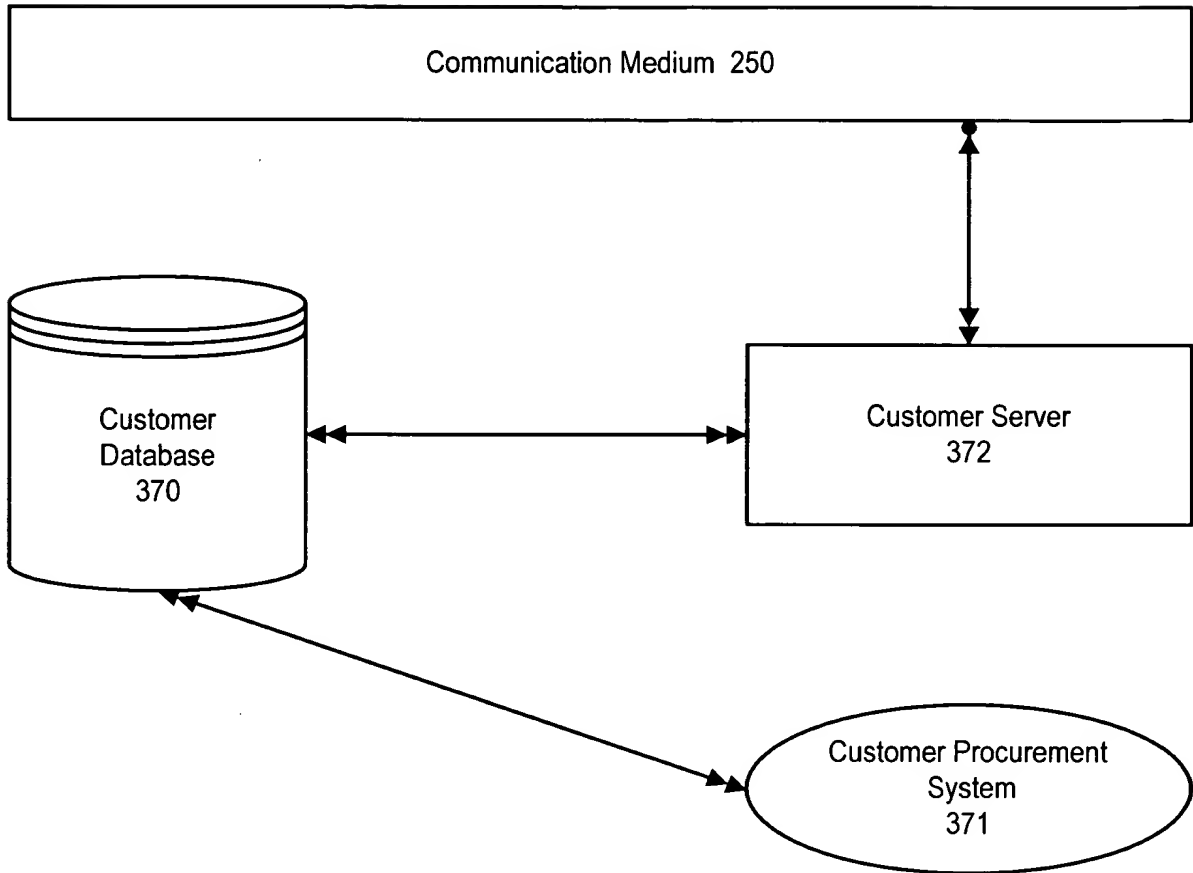 Communication Medium 250
Customer
Database
370
Customer Server
372
Customer Procurement
System
371